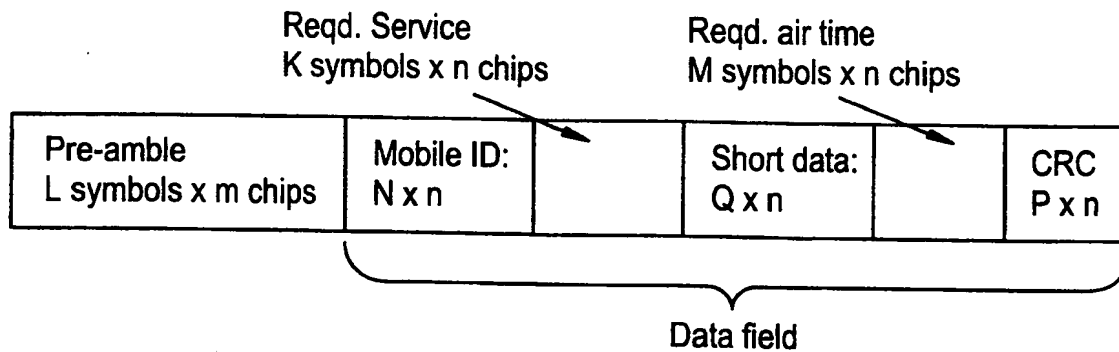 Reqd. Service
K symbols x n chips
Reqd. air time
M symbols x n chips
Pre-amble
L symbols x m chips
Mobile ID:
N x n
Short data:
Q x n
CRC
P x n
Data field